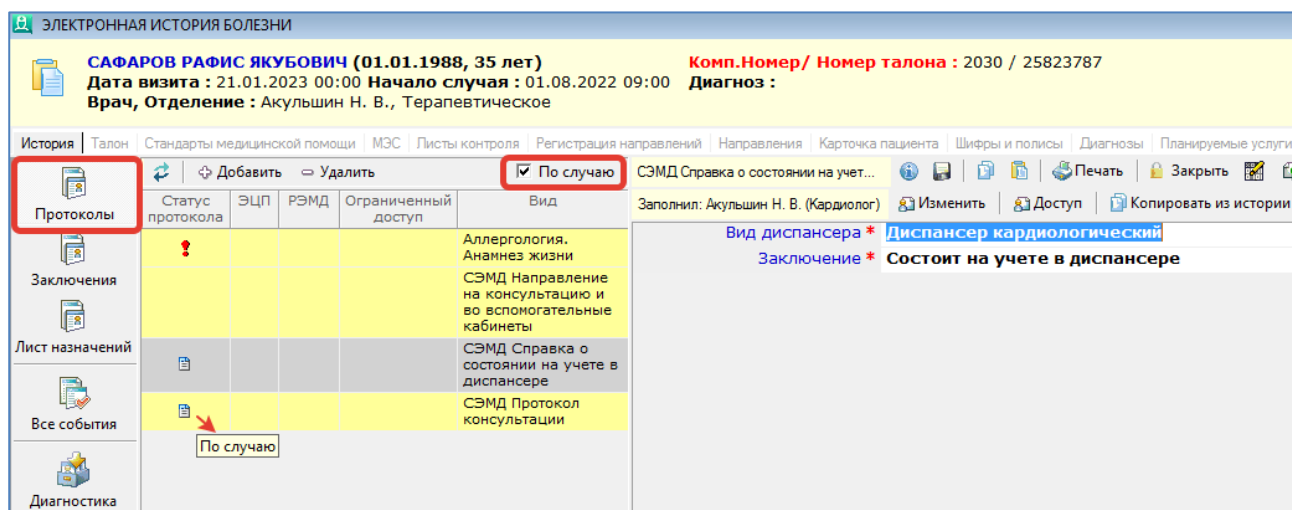 ЭЛЕКТРОННАЯ ИСТОРИЯ БОЛЕЗНИ
САФАРОВ РАФИС ЯКУБОВИЧ (01.01.1988, 35 лет)
Комп.Номер/ Номер талона : 2030 / 25823787
Дата визита : 21.01.2023 00:00 Начало случая : 01.08.2022 09:00
Диагноз :
Врач, Отделение : Акульшин Н. В., Терапевтическое
История Талон Стандарты медицинской помощи МЭС Листы контроля Регистрация направлений Направления Карточка пациента Шифры и полисы Диагнозы Планируемые услуги
Протоколы
Заключения
Лист назначений
Все события
Диагностика
Добавить Удалить По случаю
Статус протокола ЭЦП РЭМД Ограниченный доступ Вид
Аллергология.
Анамнез жизни
СЭМД Направление
на консультацию и
во вспомогательные
кабинеты
СЭМД Справка о
состоянии на учете в
диспансере
СЭМД Протокол
консультации
По случаю
СЭМД Справка о состоянии на учет... Печать Закрыть
Заполнил: Акульшин Н. В. (Кардиолог) Изменить Доступ Копировать из истории
Вид диспансера * Диспансер кардиологический
Заключение * Состоит на учете в диспансере